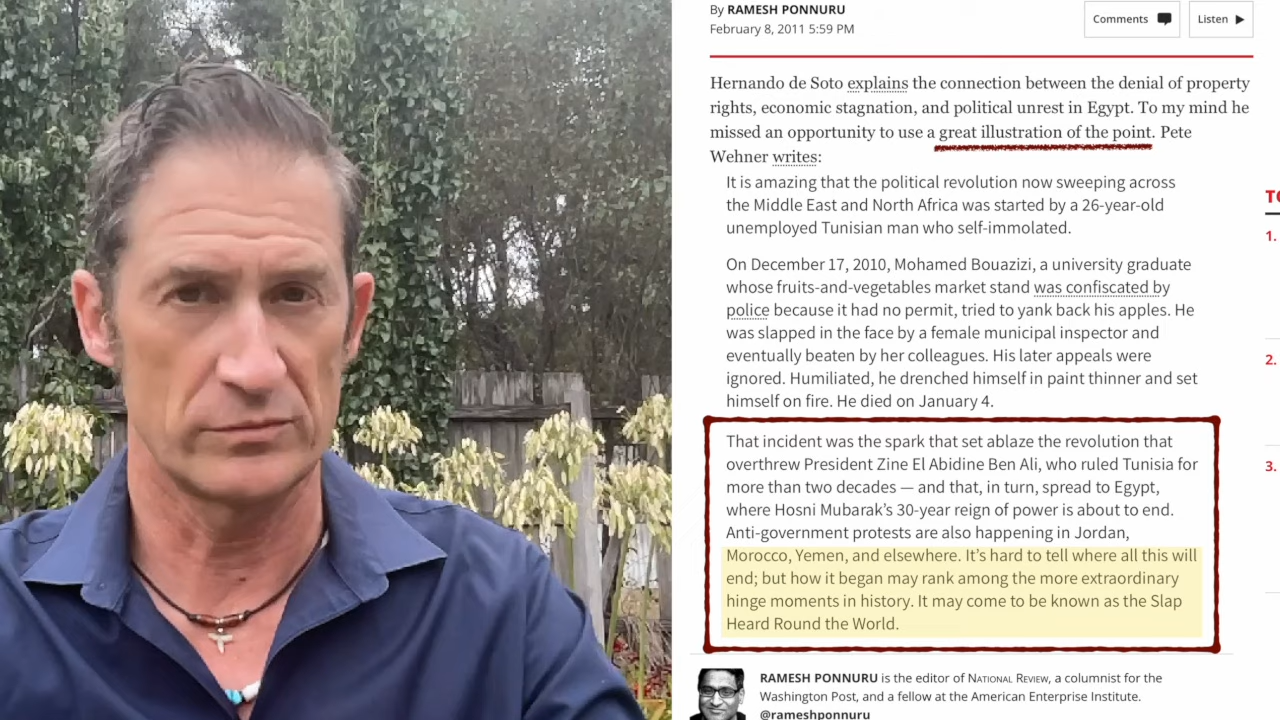 By RAMESH PONNURU
February 8, 2011 5:59 PM
Comments
Listen
Hernando de Soto explains the connection between the denial of property
rights, economic stagnation, and political unrest in Egypt. To my mind he
missed an opportunity to use a great illustration of the point. Pete
Wehner writes:
It is amazing that the political revolution now sweeping across
the Middle East and North Africa was started by a 26-year-old
unemployed Tunisian man who self-immolated.
On December 17, 2010, Mohamed Bouazizi, a university graduate
whose fruits-and-vegetables market stand was confiscated by
police because it had no permit, tried to yank back his apples. He
was slapped in the face by a female municipal inspector and
eventually beaten by her colleagues. His later appeals were
ignored. Humiliated, he drenched himself in paint thinner and set
himself on fire. He died on January 4.
That incident was the spark that set ablaze the revolution that
overthrew President Zine El Abidine Ben Ali, who ruled Tunisia for
more than two decades — and that, in turn, spread to Egypt,
where Hosni Mubarak’s 30-year reign of power is about to end.
Anti-government protests are also happening in Jordan,
Morocco, Yemen, and elsewhere. It’s hard to tell where all this will
end; but how it began may rank among the more extraordinary
hinge moments in history. It may come to be known as the Slap
Heard Round the World.
RAMESH PONNURU is the editor of NATIONAL REVIEW, a columnist for the
Washington Post, and a fellow at the American Enterprise Institute.
@rameshponnuru
1.
2.
3.